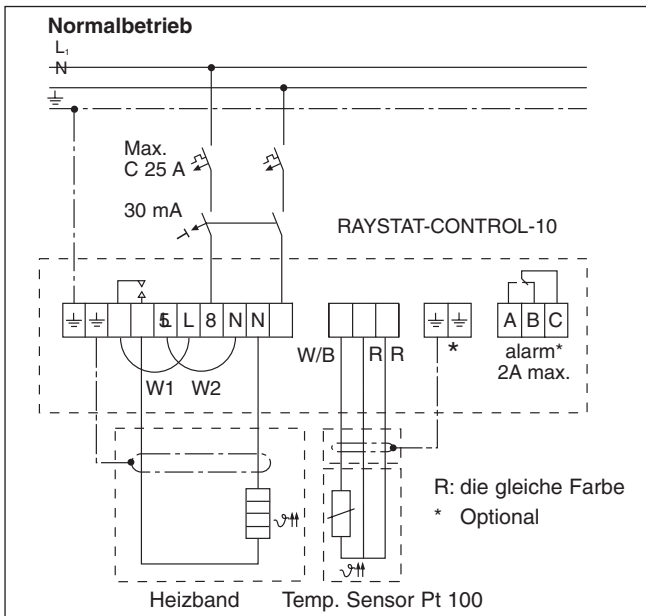 Normalbetrieb
L1
N
Max.
C 25 A
30 mA
RAYSTAT-CONTROL-10
L L 8 N N
A B C
W/B R R
*
alarm*
2A max.
W1 W2
R: die gleiche Farbe
* Optional
Heizband Temp. Sensor Pt 100